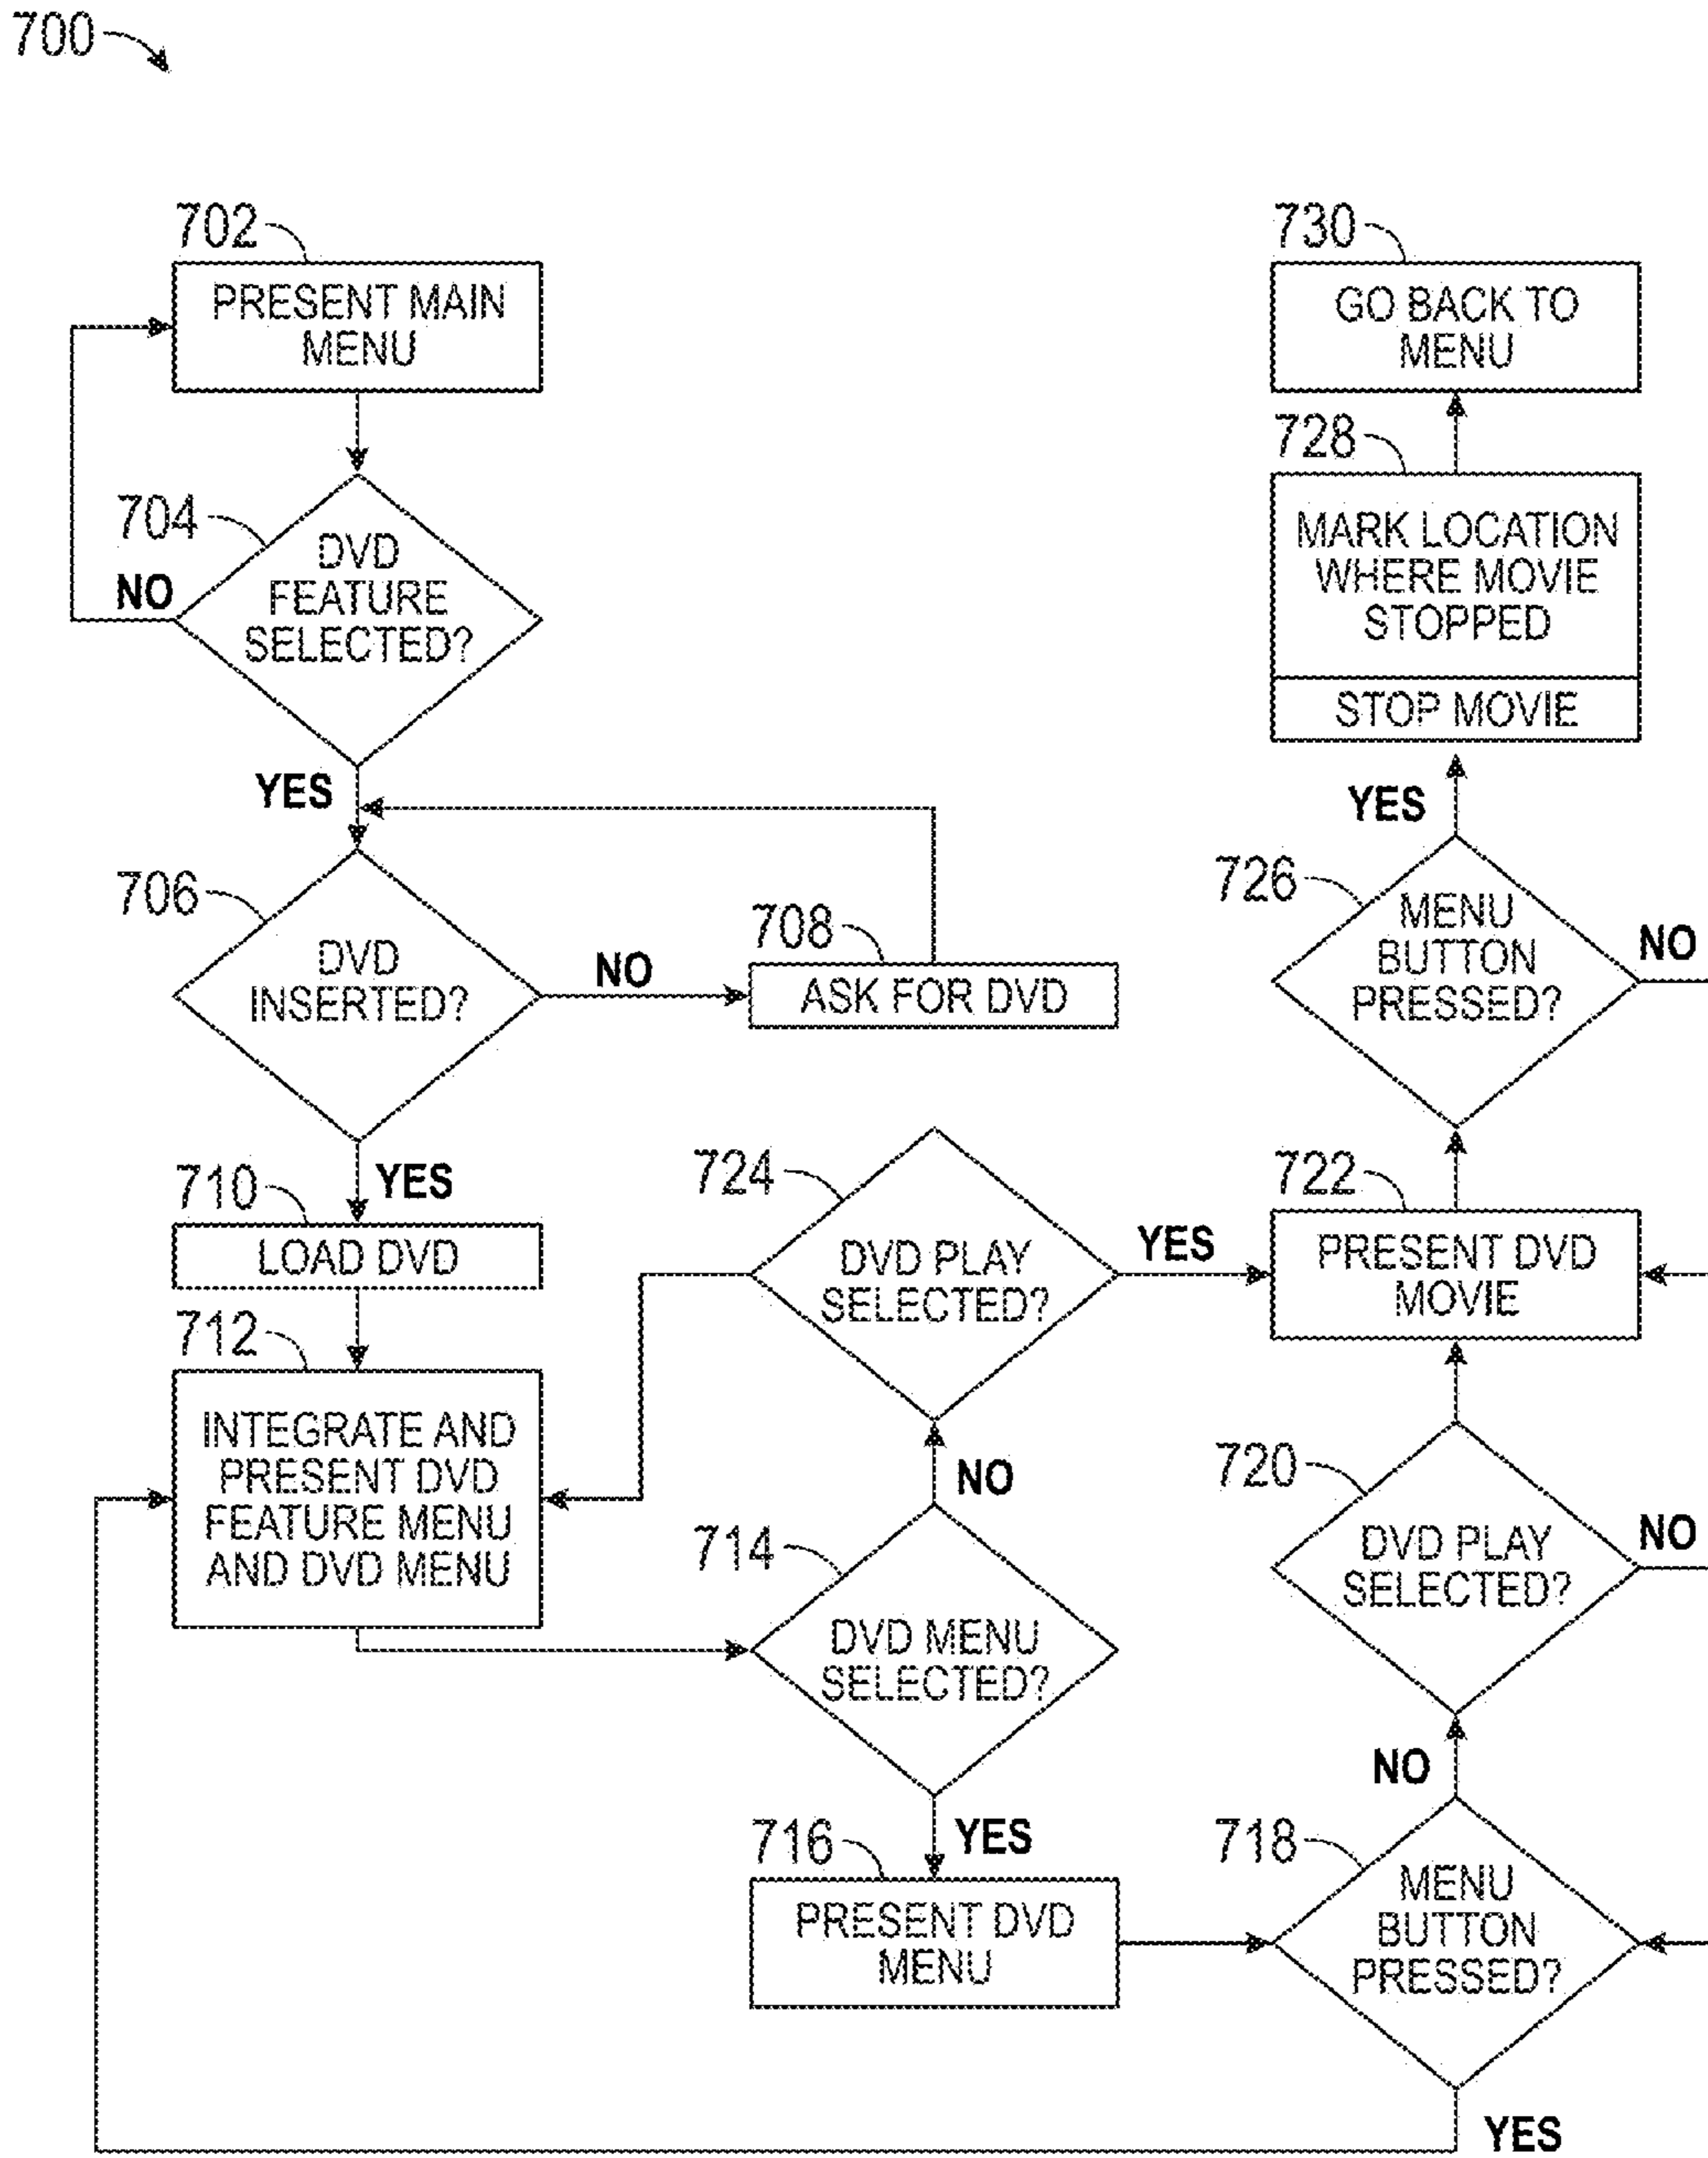 700
702
PRESENT MAIN
MENU
704
DVD
FEATURE
SELECTED?
NO
YES
706
DVD
INSERTED?
NO
708
ASK FOR DVD
YES
710
LOAD DVD
712
INTEGRATE AND
PRESENT DVD
FEATURE MENU
AND DVD MENU
714
DVD MENU
SELECTED?
NO
724
DVD PLAY
SELECTED?
YES
YES
716
PRESENT DVD
MENU
718
MENU
BUTTON
PRESSED?
YES
NO
720
DVD PLAY
SELECTED?
NO
722
PRESENT DVD
MOVIE
726
MENU
BUTTON
PRESSED?
NO
YES
728
MARK LOCATION
WHERE MOVIE
STOPPED
STOP MOVIE
730
GO BACK TO
MENU